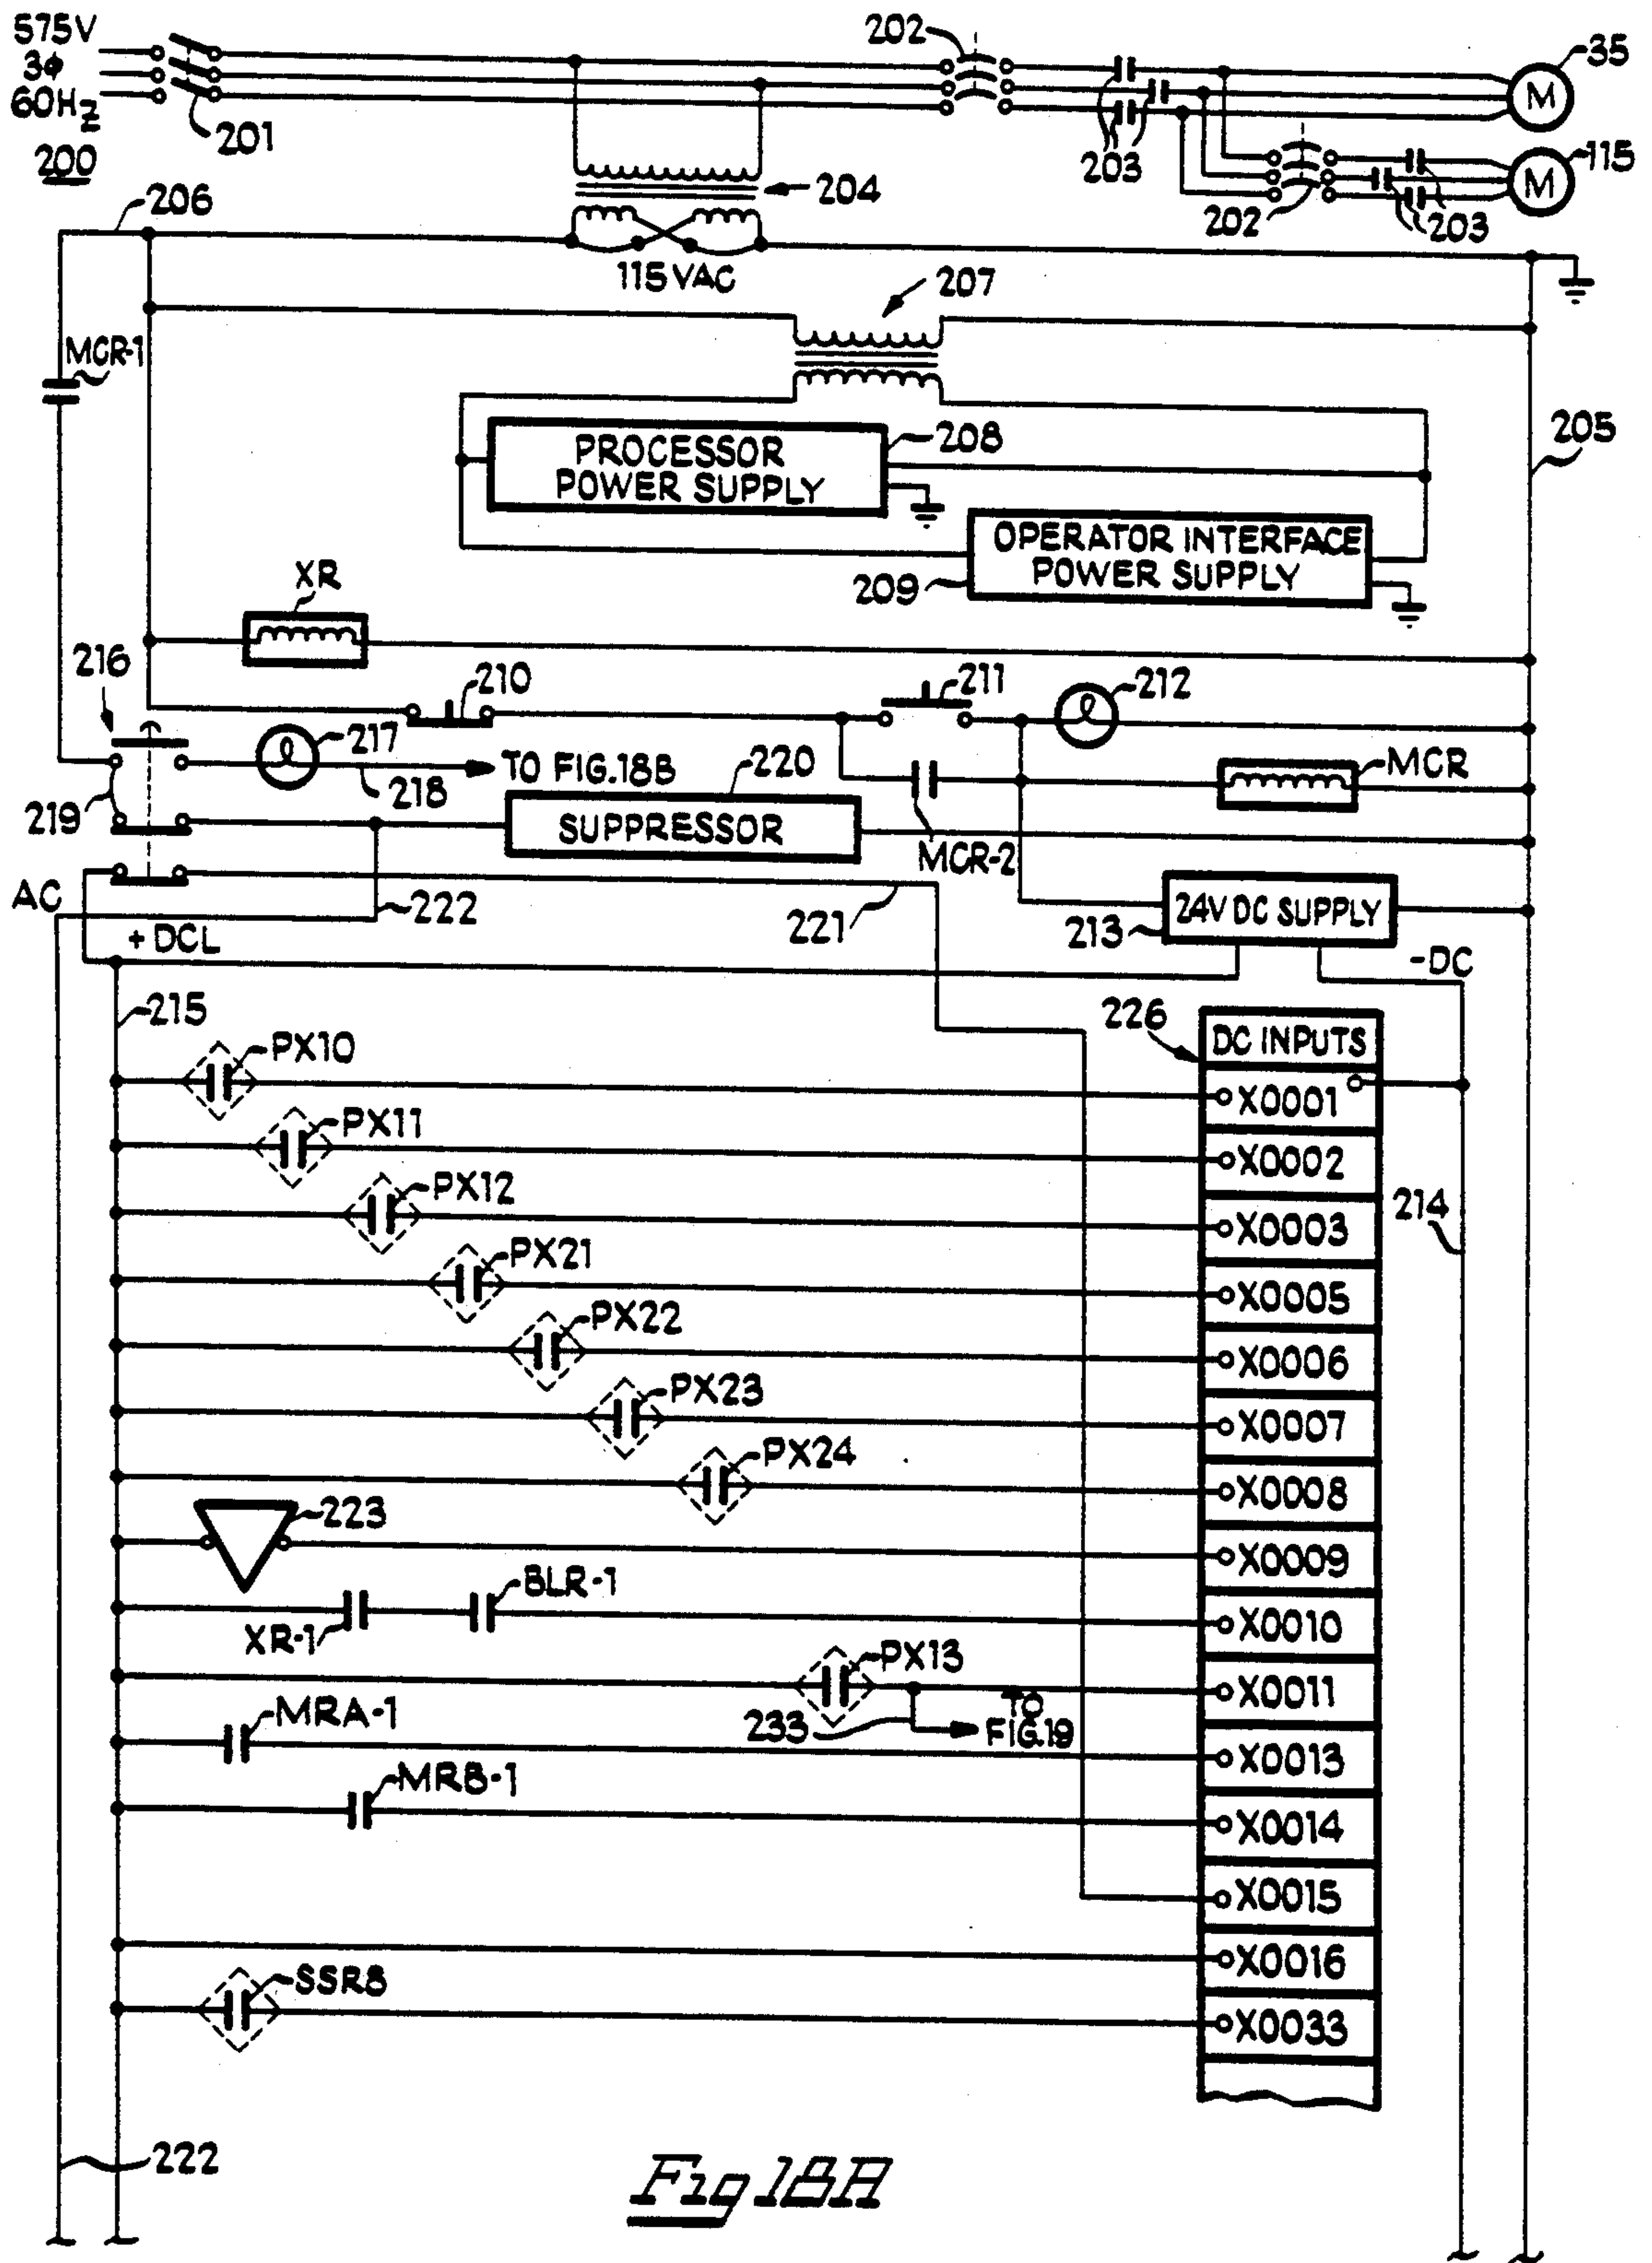 575V
3ϕ
60Hz
200
201
202
203
35
M
115
M
202
203
204
206
115 VAC
207
MCR-1
205
PROCESSOR
POWER SUPPLY
208
OPERATOR INTERFACE
POWER SUPPLY
209
XR
216
210
211
212
217
TO FIG.18B
218
220
MCR
219
SUPPRESSOR
MCR-2
AC
222
221
24V DC SUPPLY
213
+DCL
-DC
215
226
DC INPUTS
PX10
X0001
PX11
X0002
PX12
X0003
214
PX21
X0005
PX22
X0006
PX23
X0007
PX24
X0008
223
X0009
BLR-1
XR-1
X0010
PX13
X0011
233
TO
FIG.19
MRA-1
X0013
MR8-1
X0014
X0015
X0016
SSR8
X0033
222
Fig 18A